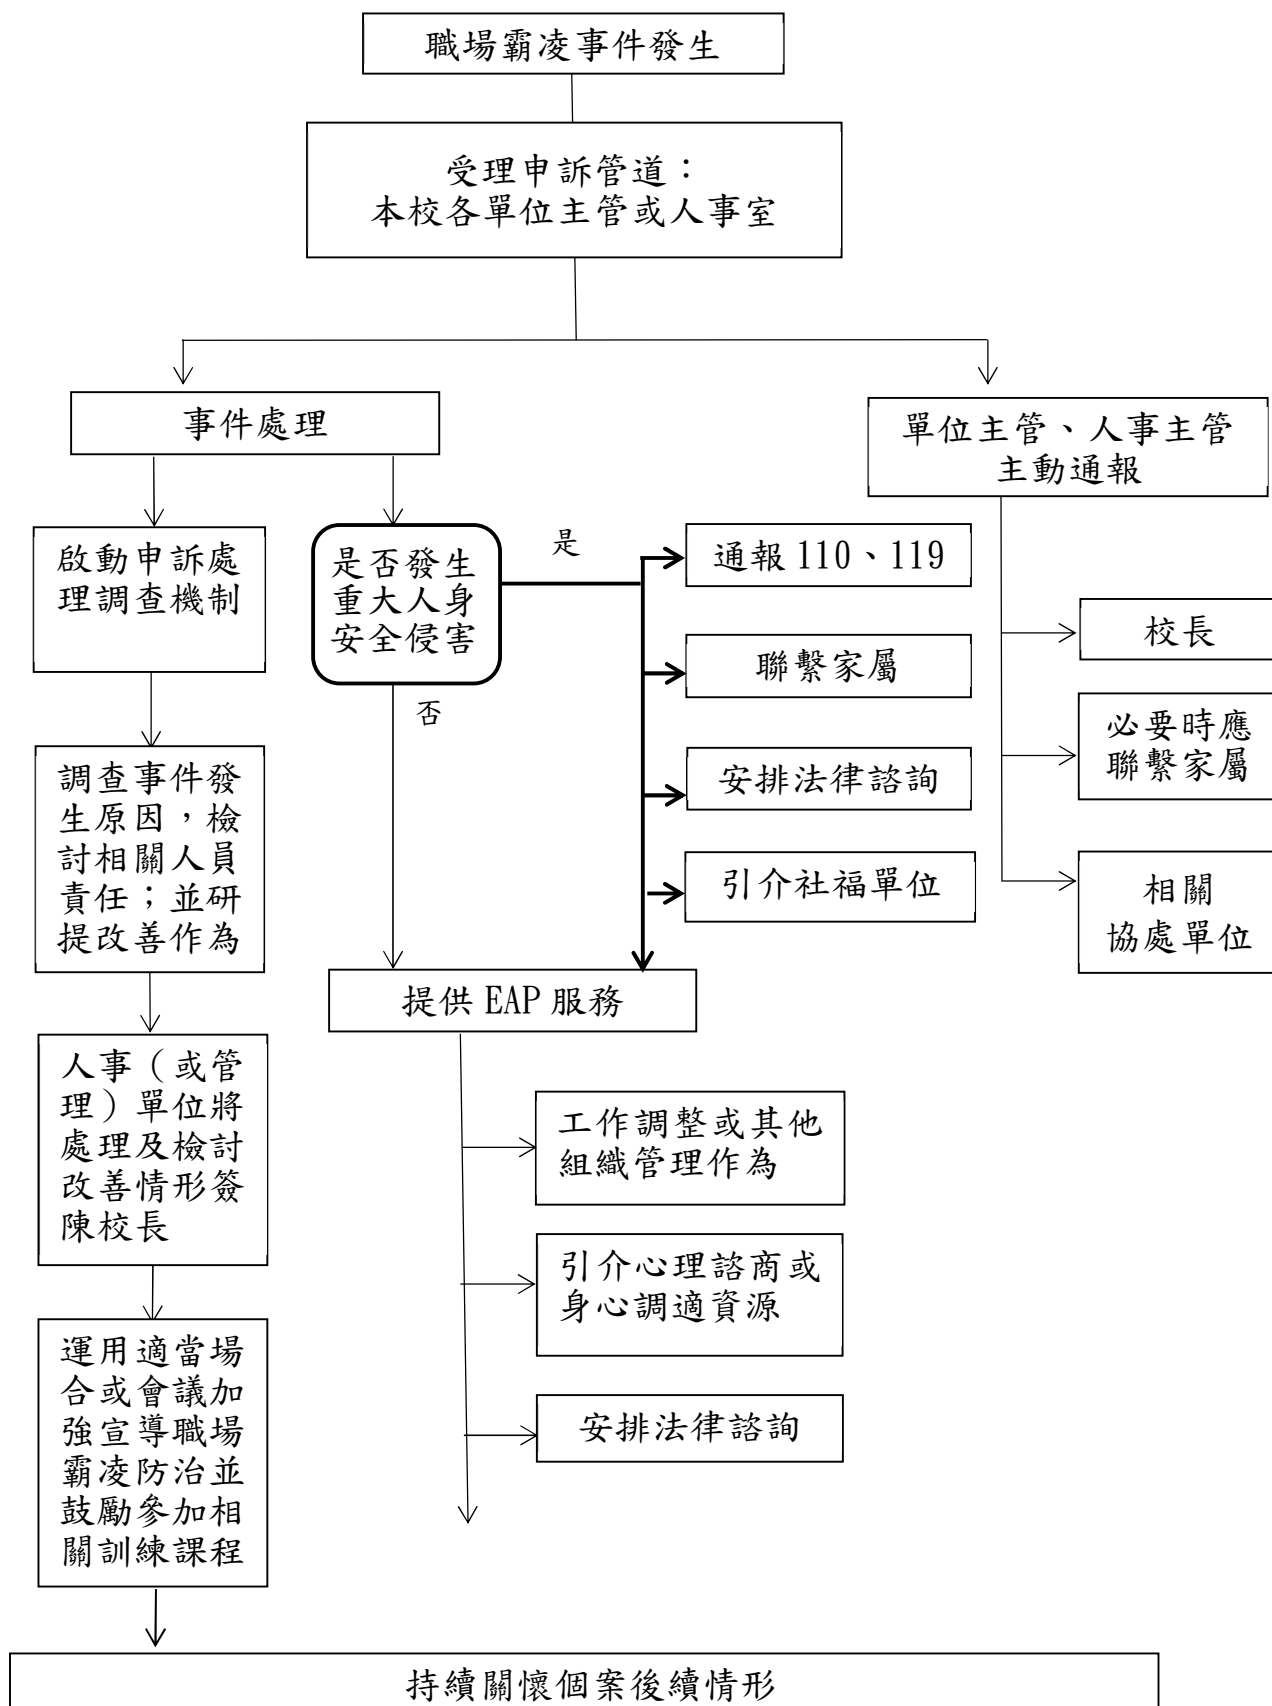 職場霸凌事件發生
受理申訴管道：
本校各單位主管或人事室
事件處理
單位主管、人事主管
主動通報
啟動申訴處
理調查機制
是否發生
重大人身
安全侵害
是
否
通報 110、119
聯繫家屬
安排法律諮詢
引介社福單位
校長
必要時應
聯繫家屬
相關
協處單位
調查事件發
生原因，檢
討相關人員
責任；並研
提改善作為
提供 EAP 服務
人事（或管
理）單位將
處理及檢討
改善情形簽
陳校長
工作調整或其他
組織管理作為
引介心理諮商或
身心調適資源
安排法律諮詢
運用適當場
合或會議加
強宣導職場
霸凌防治並
鼓勵參加相
關訓練課程
持續關懷個案後續情形